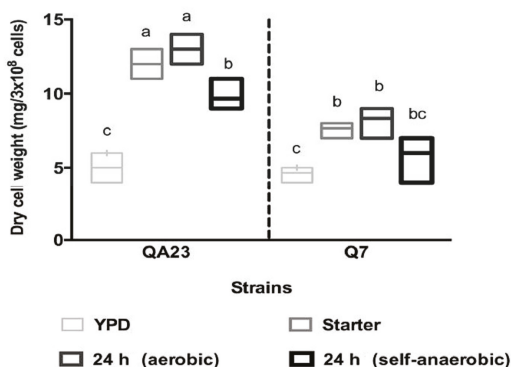 Dry cell weight (mg/3x10⁸ cells)
15
10
5
0
c
a
a
b
c
b
b
bc
QA23
Q7
Strains
YPD
Starter
24 h (aerobic)
24 h (self-anaerobic)